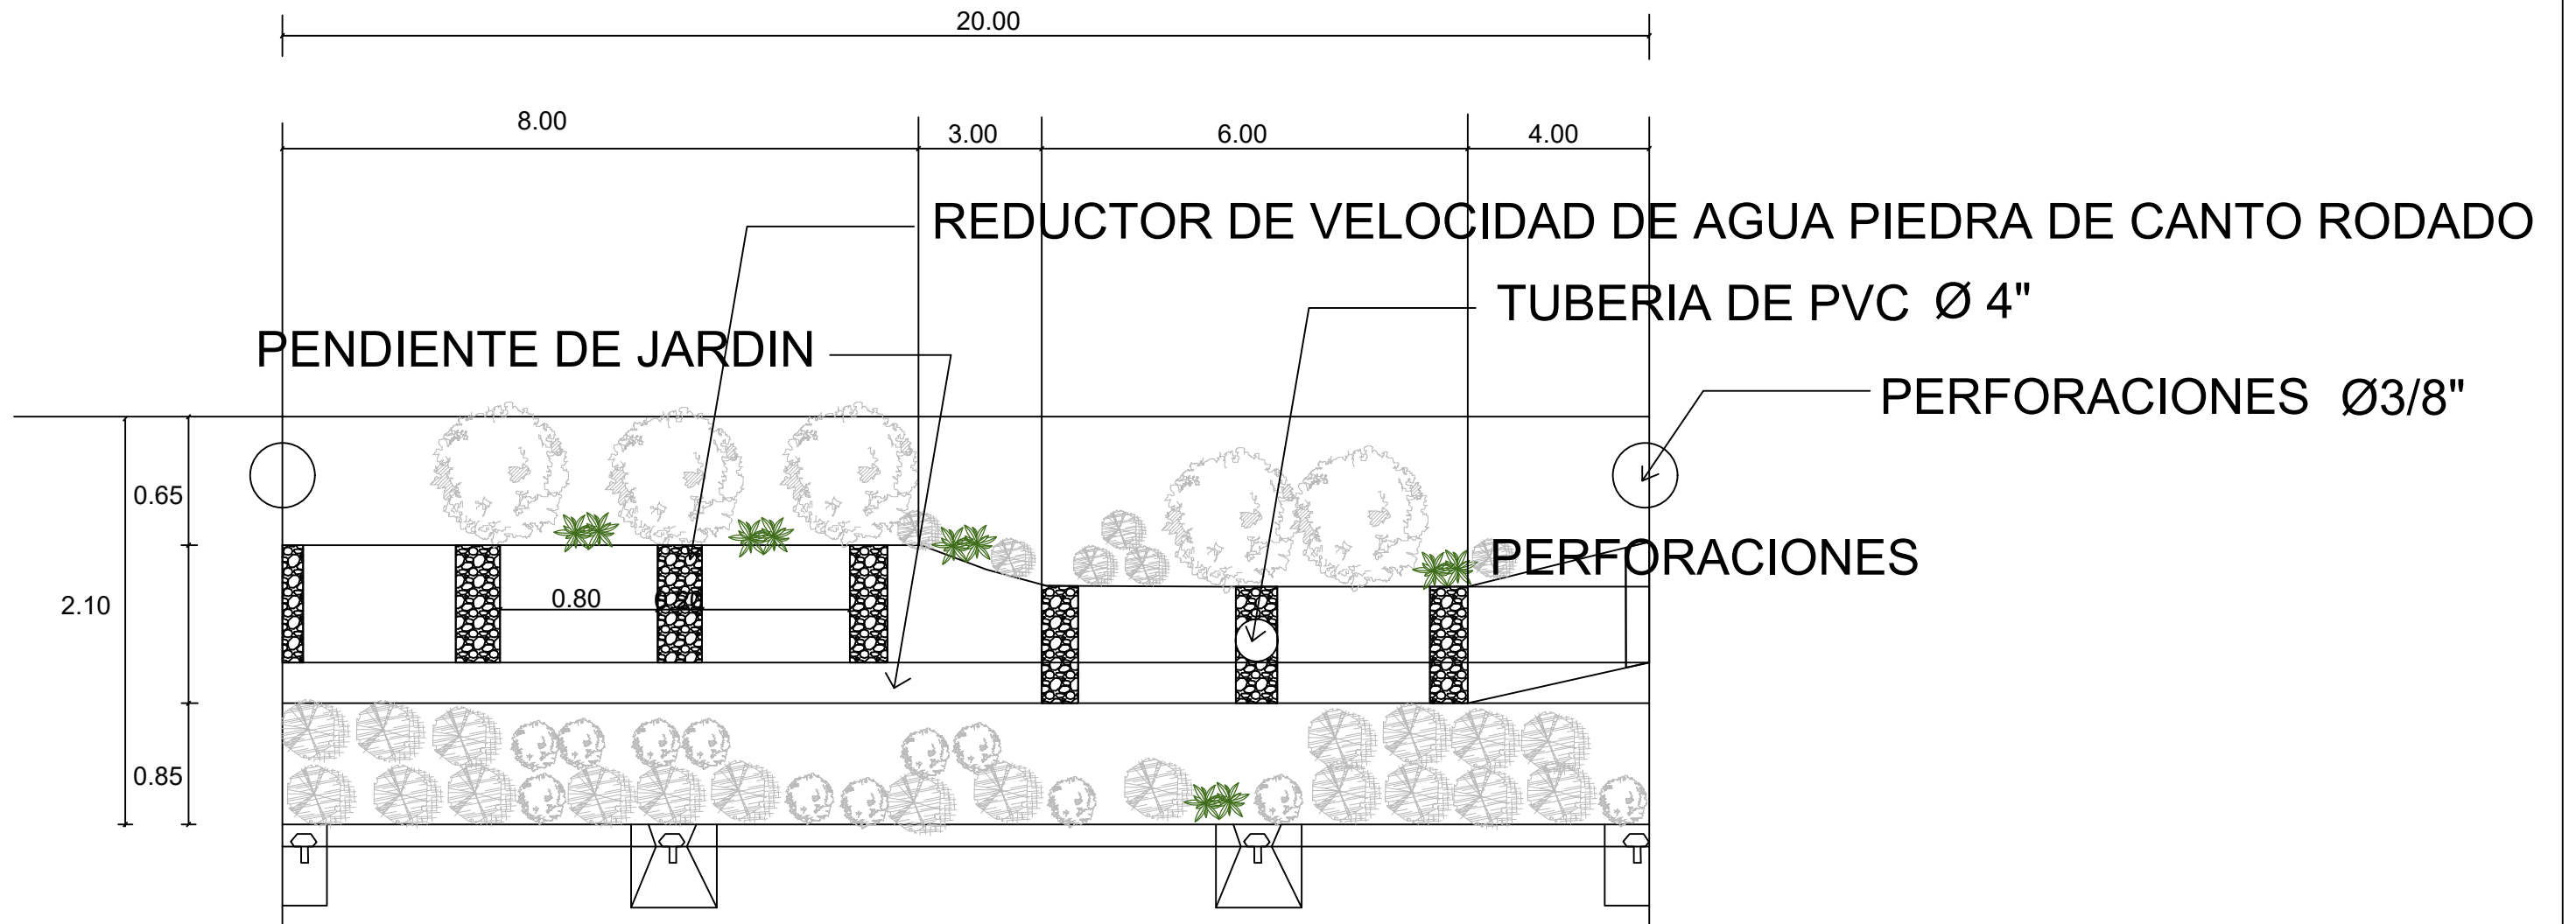 20.00
8.00
3.00
6.00
4.00
REDUCTOR DE VELOCIDAD DE AGUA PIEDRA DE CANTO RODADO
TUBERIA DE PVC Ø 4"
PENDIENTE DE JARDIN
PERFORACIONES Ø3/8"
0.65
PERFORACIONES
0.80
2.10
0.85